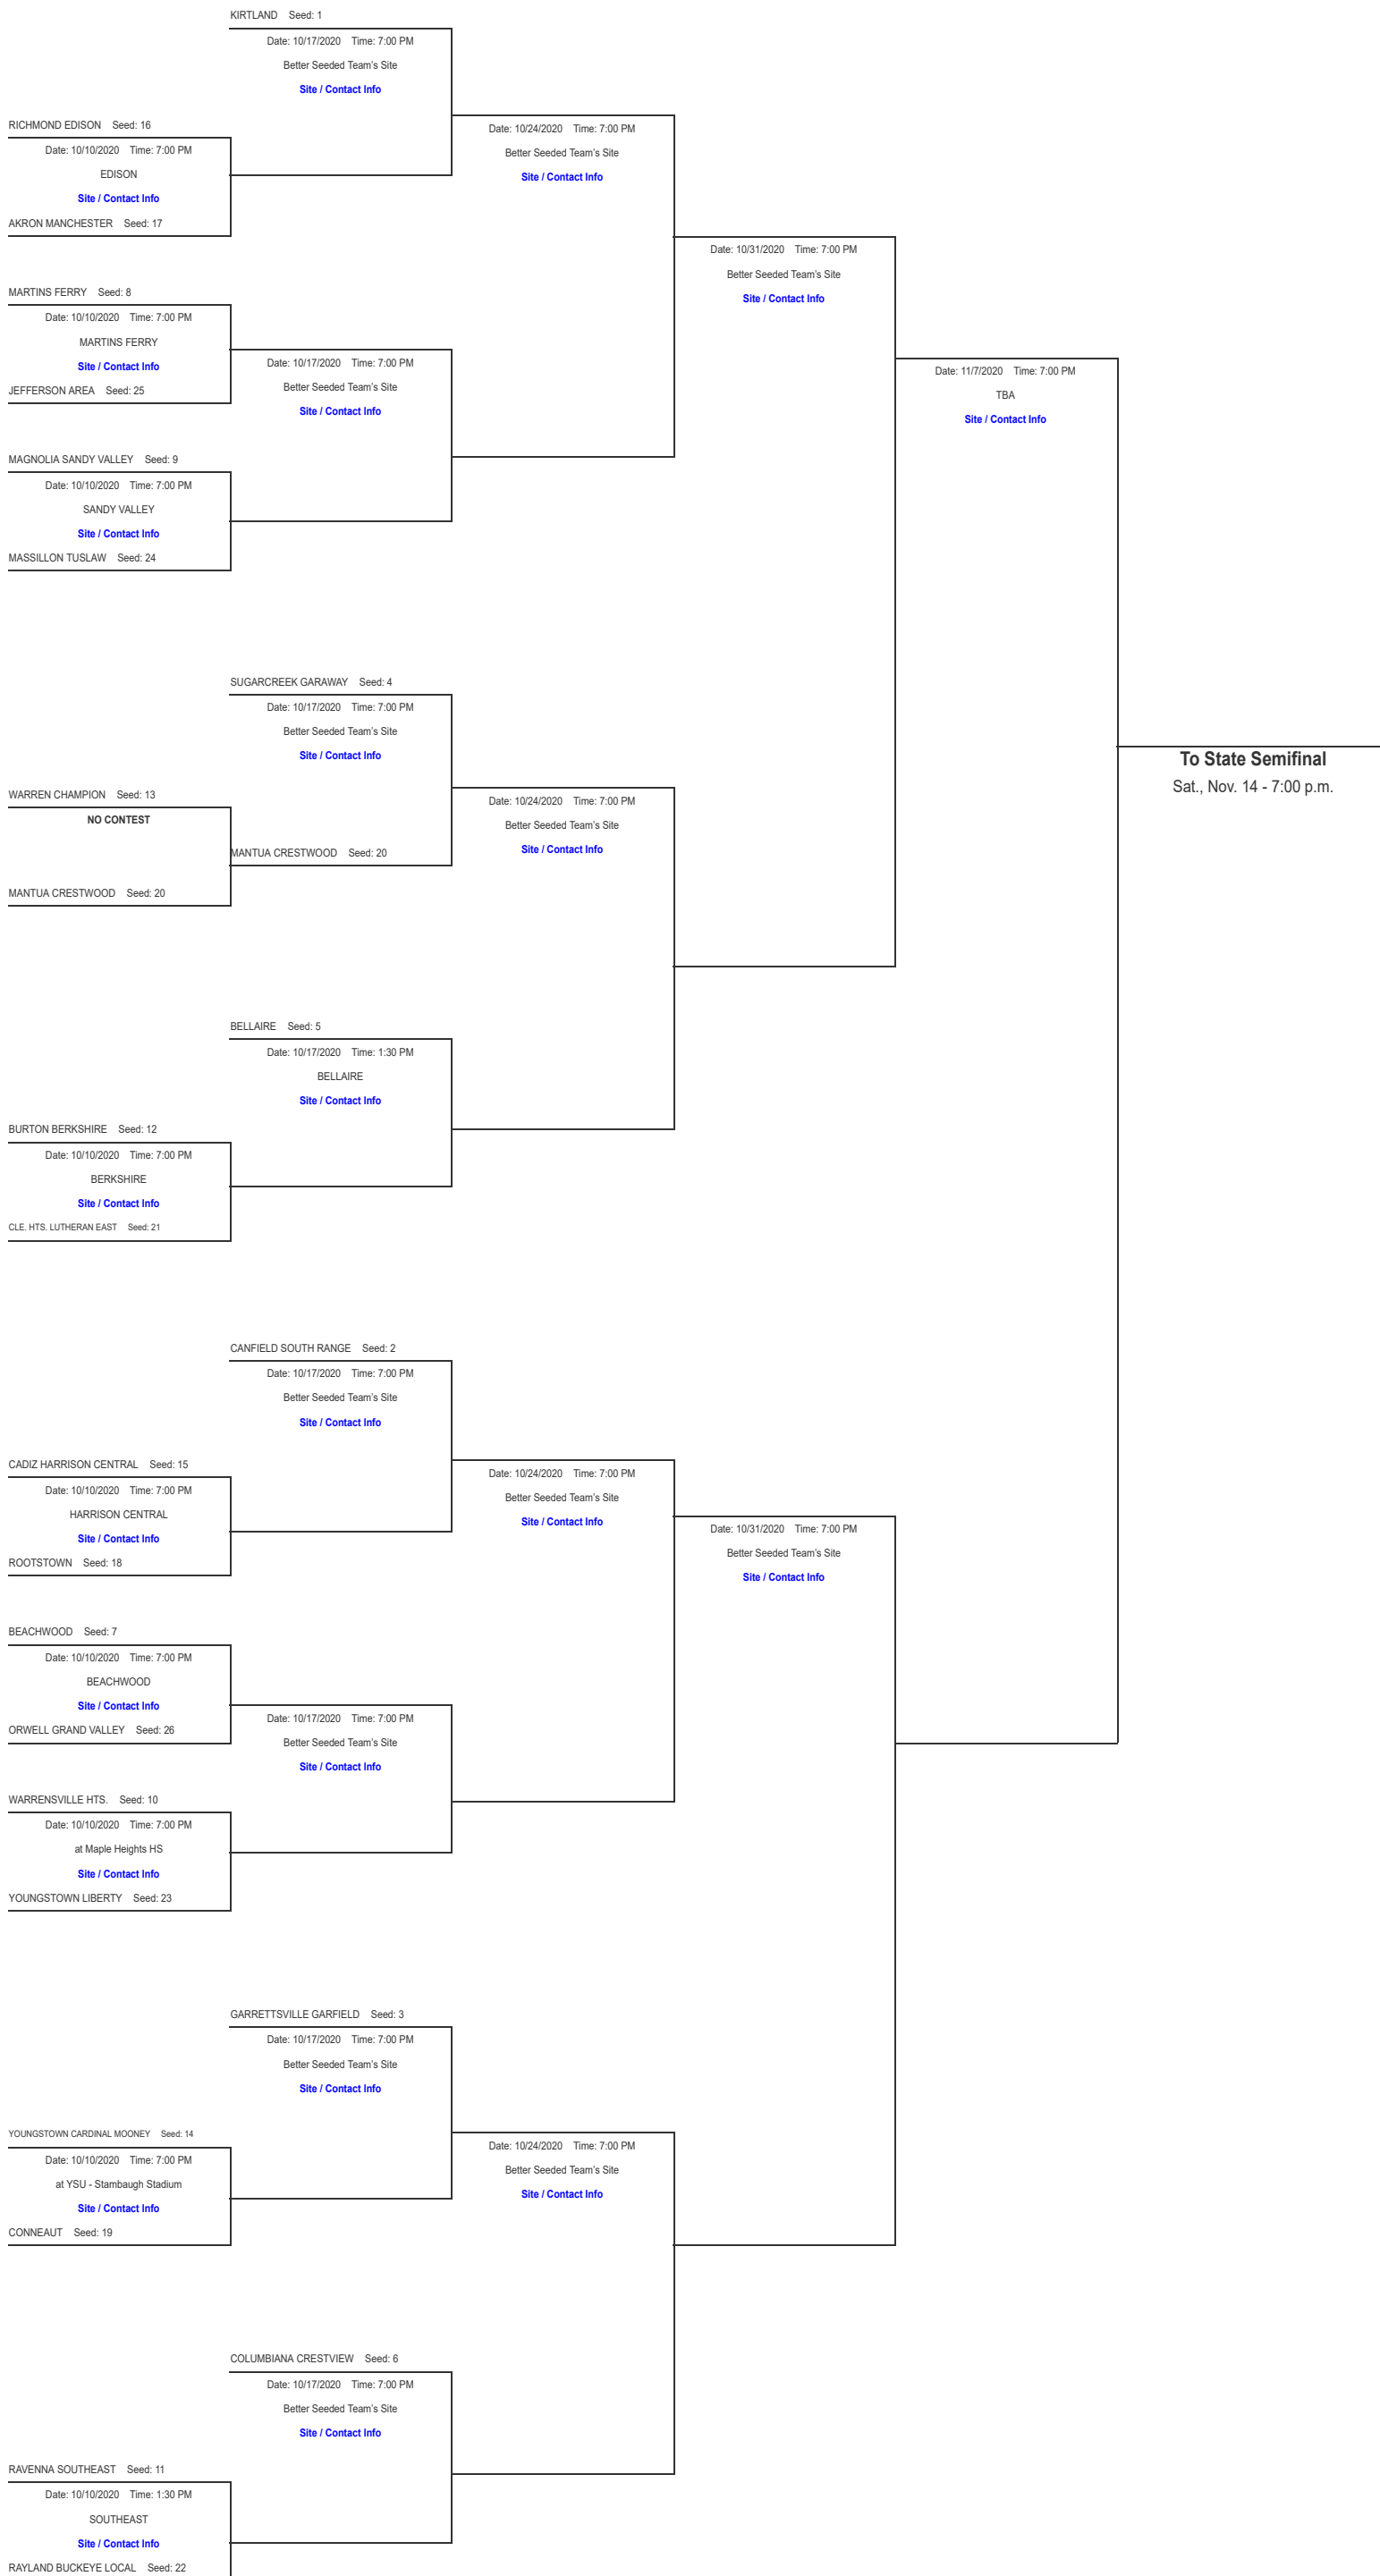 KIRTLAND Seed: 1
Date: 10/17/2020 Time: 7:00 PM
Better Seeded Team's Site
Site / Contact Info
RICHMOND EDISON Seed: 16
Date: 10/10/2020 Time: 7:00 PM
EDISON
Site / Contact Info
AKRON MANCHESTER Seed: 17
Date: 10/24/2020 Time: 7:00 PM
Better Seeded Team's Site
Site / Contact Info
Date: 10/31/2020 Time: 7:00 PM
Better Seeded Team's Site
Site / Contact Info
MARTINS FERRY Seed: 8
Date: 10/10/2020 Time: 7:00 PM
MARTINS FERRY
Site / Contact Info
JEFFERSON AREA Seed: 25
Date: 10/17/2020 Time: 7:00 PM
Better Seeded Team's Site
Site / Contact Info
Date: 11/7/2020 Time: 7:00 PM
TBA
Site / Contact Info
MAGNOLIA SANDY VALLEY Seed: 9
Date: 10/10/2020 Time: 7:00 PM
SANDY VALLEY
Site / Contact Info
MASSILLON TUSLAW Seed: 24
SUGARCREEK GARAWAY Seed: 4
Date: 10/17/2020 Time: 7:00 PM
Better Seeded Team's Site
Site / Contact Info
To State Semifinal
Sat., Nov. 14 - 7:00 p.m.
WARREN CHAMPION Seed: 13
NO CONTEST
MANTUA CRESTWOOD Seed: 20
Date: 10/24/2020 Time: 7:00 PM
Better Seeded Team's Site
Site / Contact Info
MANTUA CRESTWOOD Seed: 20
BELLAIRE Seed: 5
Date: 10/17/2020 Time: 1:30 PM
BELLAIRE
Site / Contact Info
BURTON BERKSHIRE Seed: 12
Date: 10/10/2020 Time: 7:00 PM
BERKSHIRE
Site / Contact Info
CLE. HTS. LUTHERAN EAST Seed: 21
CANFIELD SOUTH RANGE Seed: 2
Date: 10/17/2020 Time: 7:00 PM
Better Seeded Team's Site
Site / Contact Info
CADIZ HARRISON CENTRAL Seed: 15
Date: 10/10/2020 Time: 7:00 PM
HARRISON CENTRAL
Site / Contact Info
ROOTSTOWN Seed: 18
Date: 10/24/2020 Time: 7:00 PM
Better Seeded Team's Site
Site / Contact Info
Date: 10/31/2020 Time: 7:00 PM
Better Seeded Team's Site
Site / Contact Info
BEACHWOOD Seed: 7
Date: 10/10/2020 Time: 7:00 PM
BEACHWOOD
Site / Contact Info
ORWELL GRAND VALLEY Seed: 26
Date: 10/17/2020 Time: 7:00 PM
Better Seeded Team's Site
Site / Contact Info
WARRENSVILLE HTS. Seed: 10
Date: 10/10/2020 Time: 7:00 PM
at Maple Heights HS
Site / Contact Info
YOUNGSTOWN LIBERTY Seed: 23
GARRETTSVILLE GARFIELD Seed: 3
Date: 10/17/2020 Time: 7:00 PM
Better Seeded Team's Site
Site / Contact Info
YOUNGSTOWN CARDINAL MOONEY Seed: 14
Date: 10/10/2020 Time: 7:00 PM
at YSU - Stambaugh Stadium
Site / Contact Info
CONNEAUT Seed: 19
Date: 10/24/2020 Time: 7:00 PM
Better Seeded Team's Site
Site / Contact Info
COLUMBIANA CRESTVIEW Seed: 6
Date: 10/17/2020 Time: 7:00 PM
Better Seeded Team's Site
Site / Contact Info
RAVENNA SOUTHEAST Seed: 11
Date: 10/10/2020 Time: 1:30 PM
SOUTHEAST
Site / Contact Info
RAYLAND BUCKEYE LOCAL Seed: 22